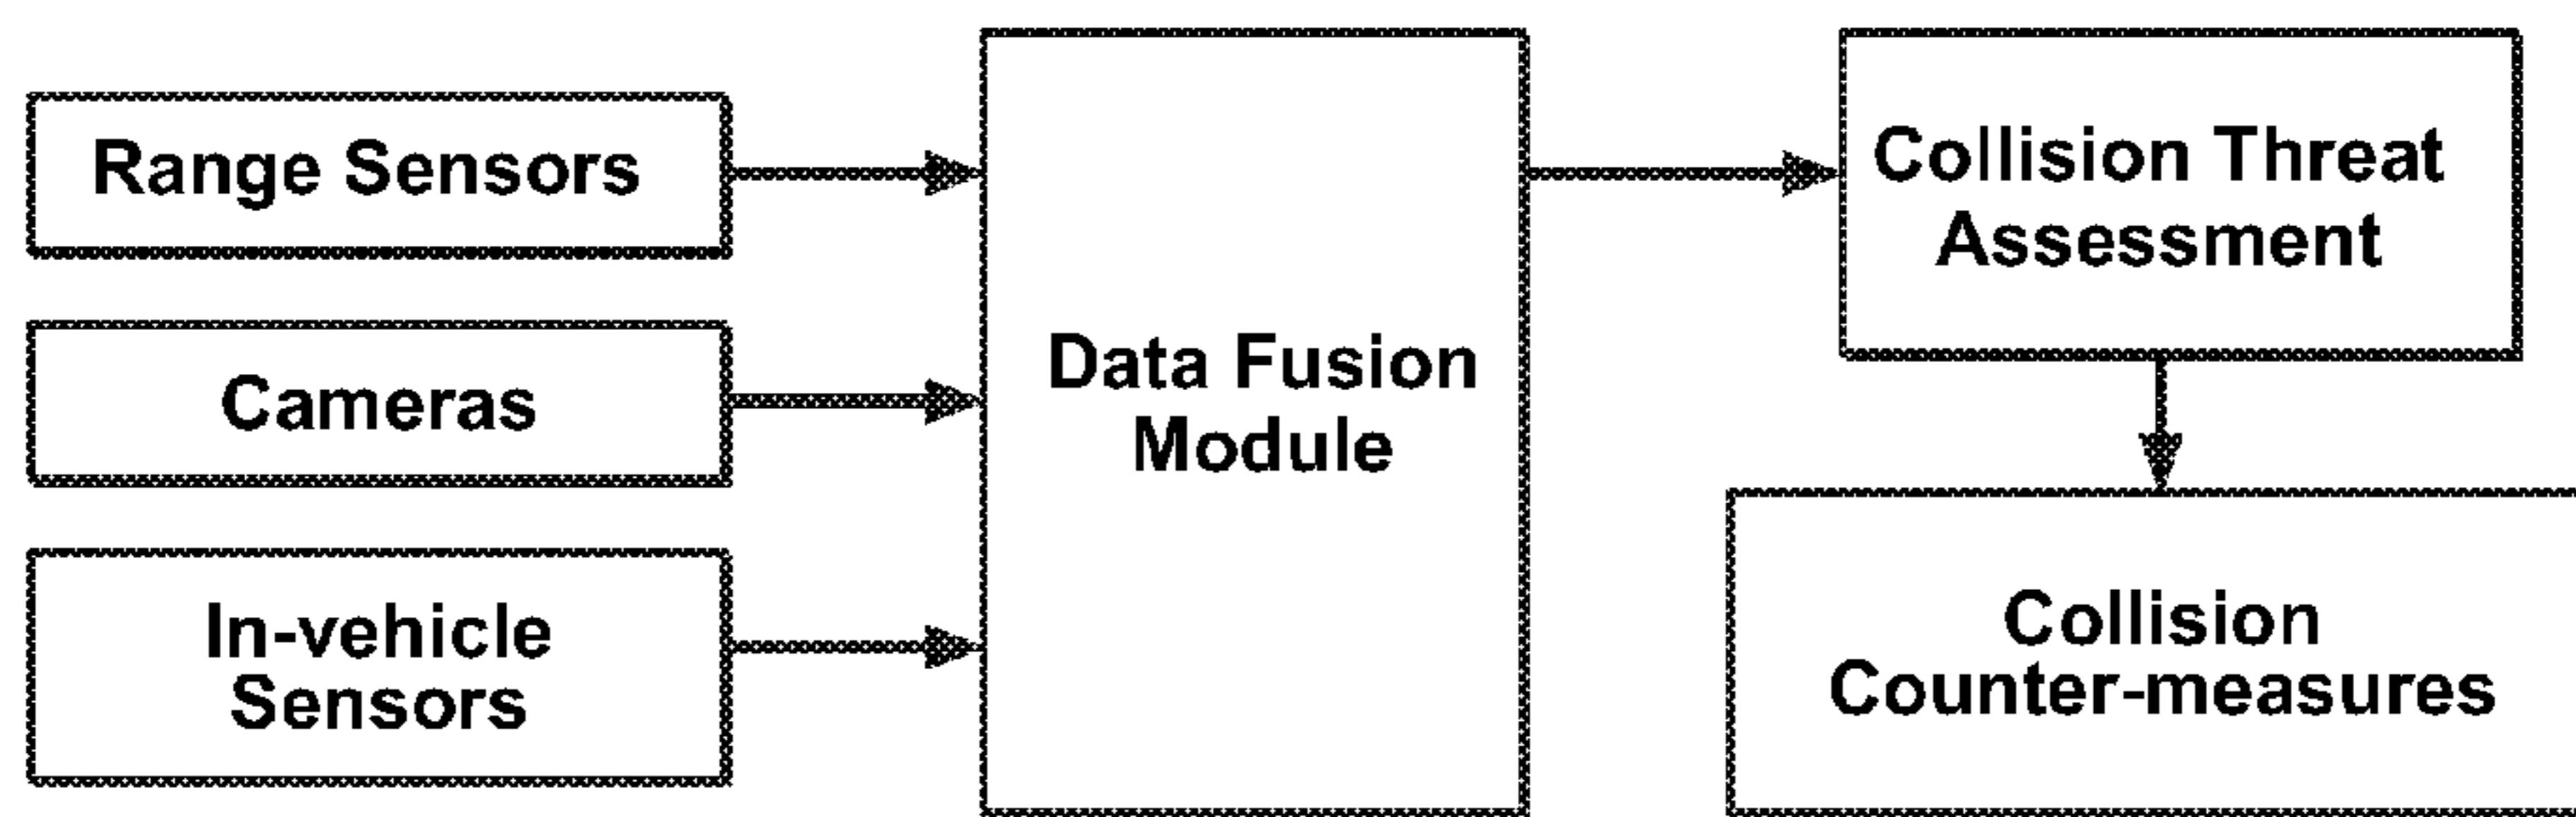 Range Sensors
Cameras
In-vehicle
Sensors
Data Fusion
Module
Collision Threat
Assessment
Collision
Counter-measures